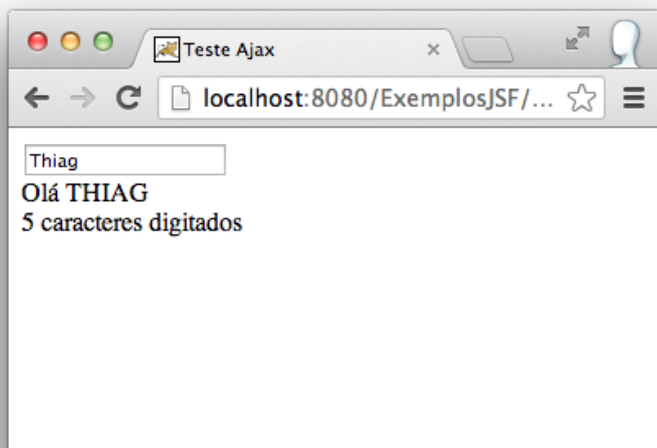 Teste Ajax
localhost:8080/ExemplosJSF/...
Thiag
Olá THIAG
5 caracteres digitados